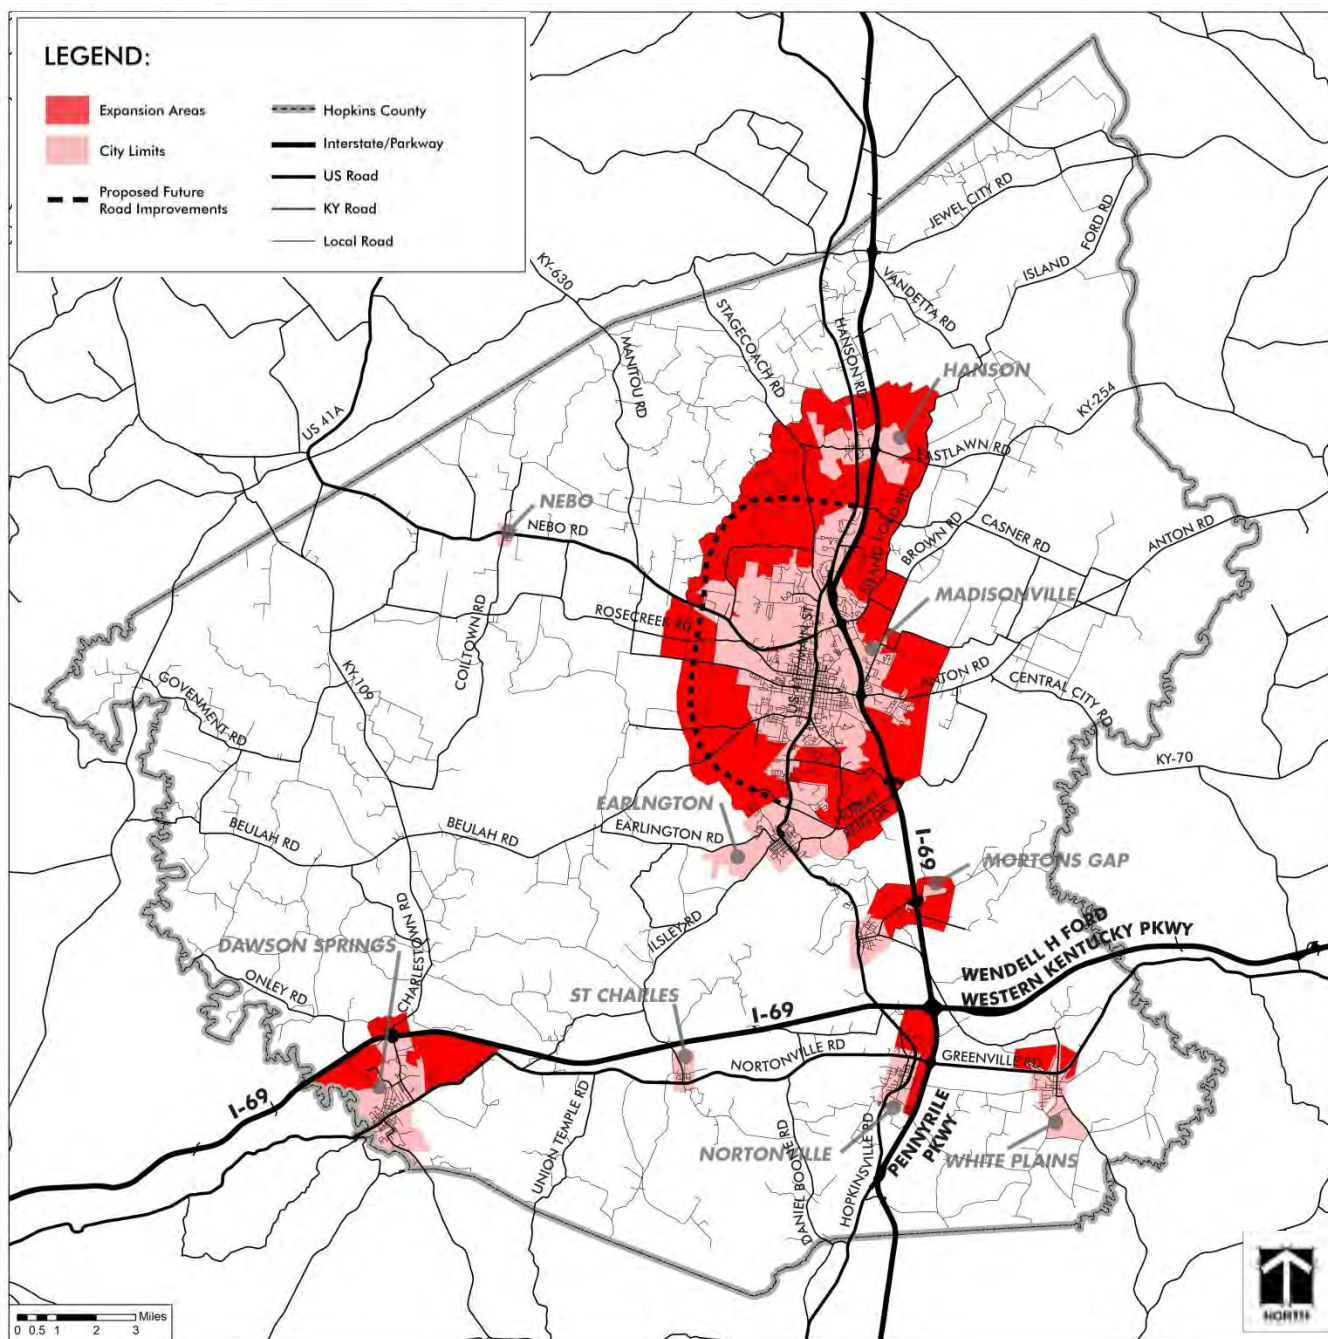 LEGEND:
Expansion Areas
City Limits
Proposed Future
Road Improvements
Hopkins County
Interstate/Parkway
US Road
KY Road
Local Road
KY-630
JEWEL CITY RD
ISLAND
FORD RD
VANDETTA RD
STAGECOACH RD
HANSON RD
MANITOU RD
US 41A
HANSON
KY-254
EASTLAWN RD
NEBO
NEBO RD
ISLAND FORD RD
BROWN RD
CASNER RD
ANTON RD
MADISONVILLE
ROSECREEK RD
COILTOWN RD
KY-109
ANTON RD
CENTRAL CITY RD
GOVENMENT RD
KY-70
EARLNGTON
EARLINGTON RD
BEULAH RD
BEULAH RD
I-69
MORTONS GAP
DAWSON SPRINGS
CHARLESTOWN RD
ILSLEY RD
WENDELL H FORD
WESTERN KENTUCKY PKWY
ONLEY RD
ST CHARLES
I-69
NORTONVILLE RD
GREENVILLE RD
I-69
UNION TEMPLE RD
DANIEL BOONE RD
HOPKINSVILLE RD
NORTONVILLE
PENNYRILE
PKWY
WHITE PLAINS
NORTH
Miles
0 0.5 1 2 3